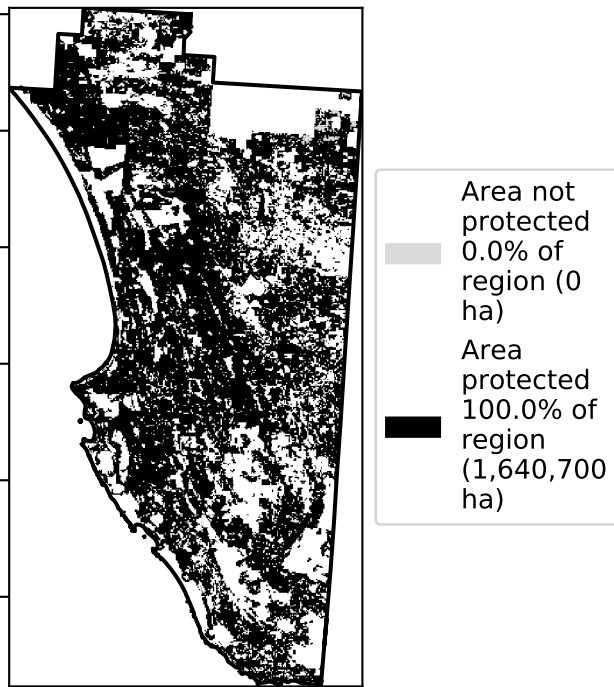 Area not
protected
0.0% of
region (0
ha)
Area
protected
100.0% of
region
(1,640,700
ha)